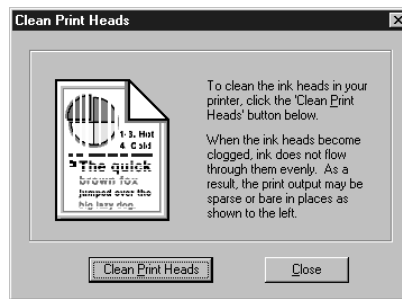 Clean Print Heads
To clean the ink heads in your
printer, click the 'Clean Print
Heads' button below.
When the ink heads become
clogged, ink does not flow
through them evenly. As a
result, the print output may be
sparse or bare in places as
shown to the left.
1-3. Hot
4. Cold
The quick
brown fox
jumped over the
big lazy dog.
Clean Print Heads
Close